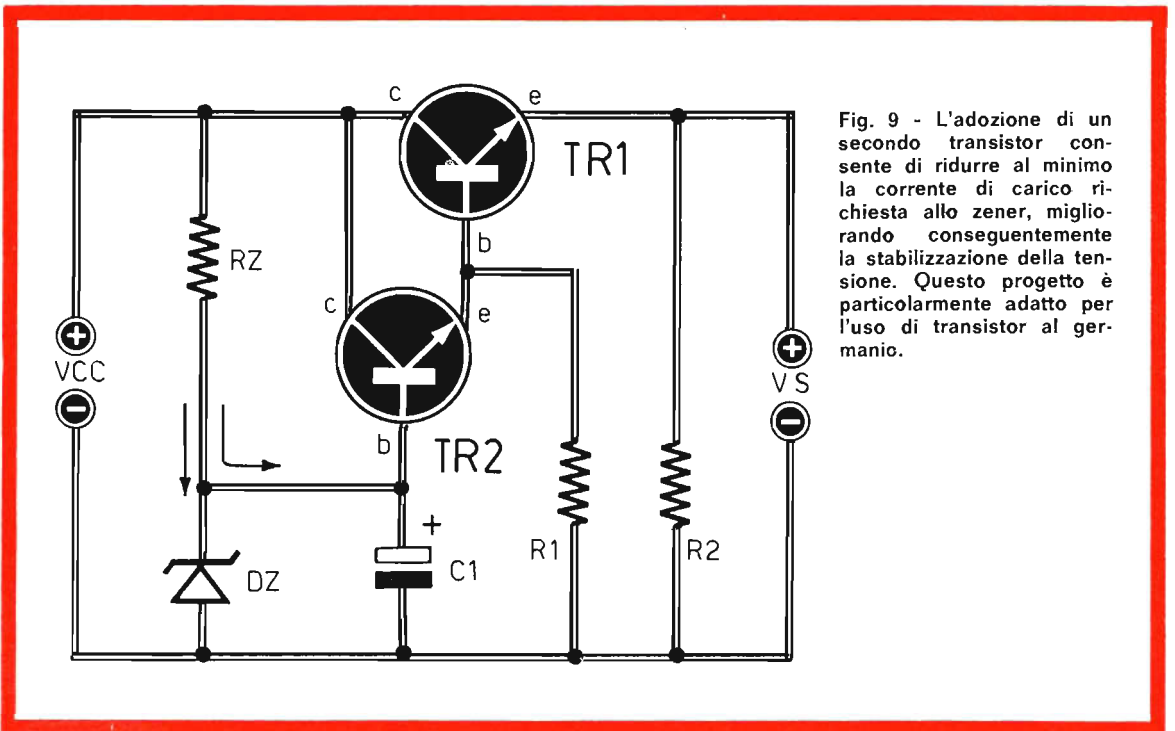 c
e
TR1
b
RZ
c
e
VCC
b
TR2
VS
+
R1
R2
DZ
C1
Fig. 9 - L'adozione di un
secondo transistor con-
sente di ridurre al minimo
la corrente di carico ri-
chiesta allo zener, miglio-
rando conseguentemente
la stabilizzazione della ten-
sione. Questo progetto è
particolarmente adatto per
l'uso di transistor al ger-
manio.